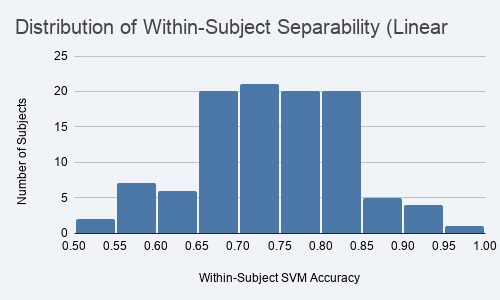 Distribution of Within-Subject Separability (Linear
25
20
15
10
5
0
Number of Subjects
0.50 0.55 0.60 0.65 0.70 0.75 0.80 0.85 0.90 0.95 1.00
Within-Subject SVM Accuracy